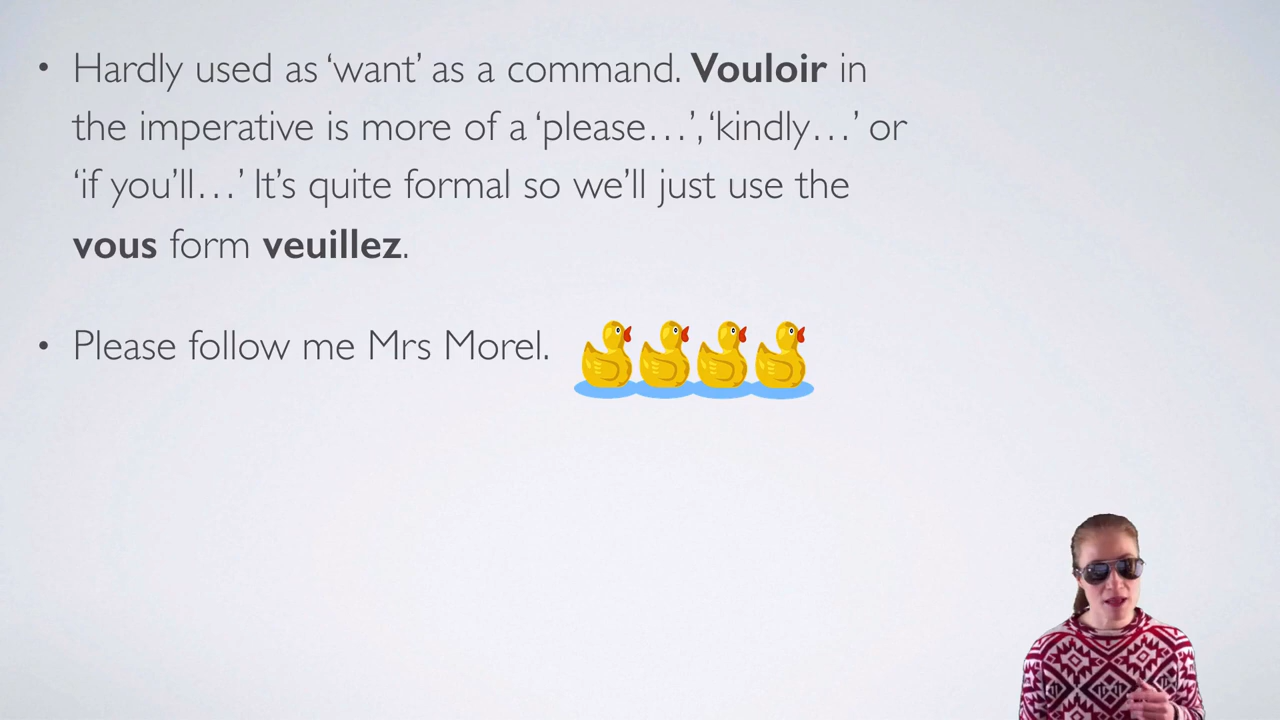 • Hardly used as ‘want’ as a command. Vouloir in
the imperative is more of a ‘please…’, ‘kindly…’ or
‘if you’ll…’ It’s quite formal so we’ll just use the
vous form veuillez.
• Please follow me Mrs Morel.